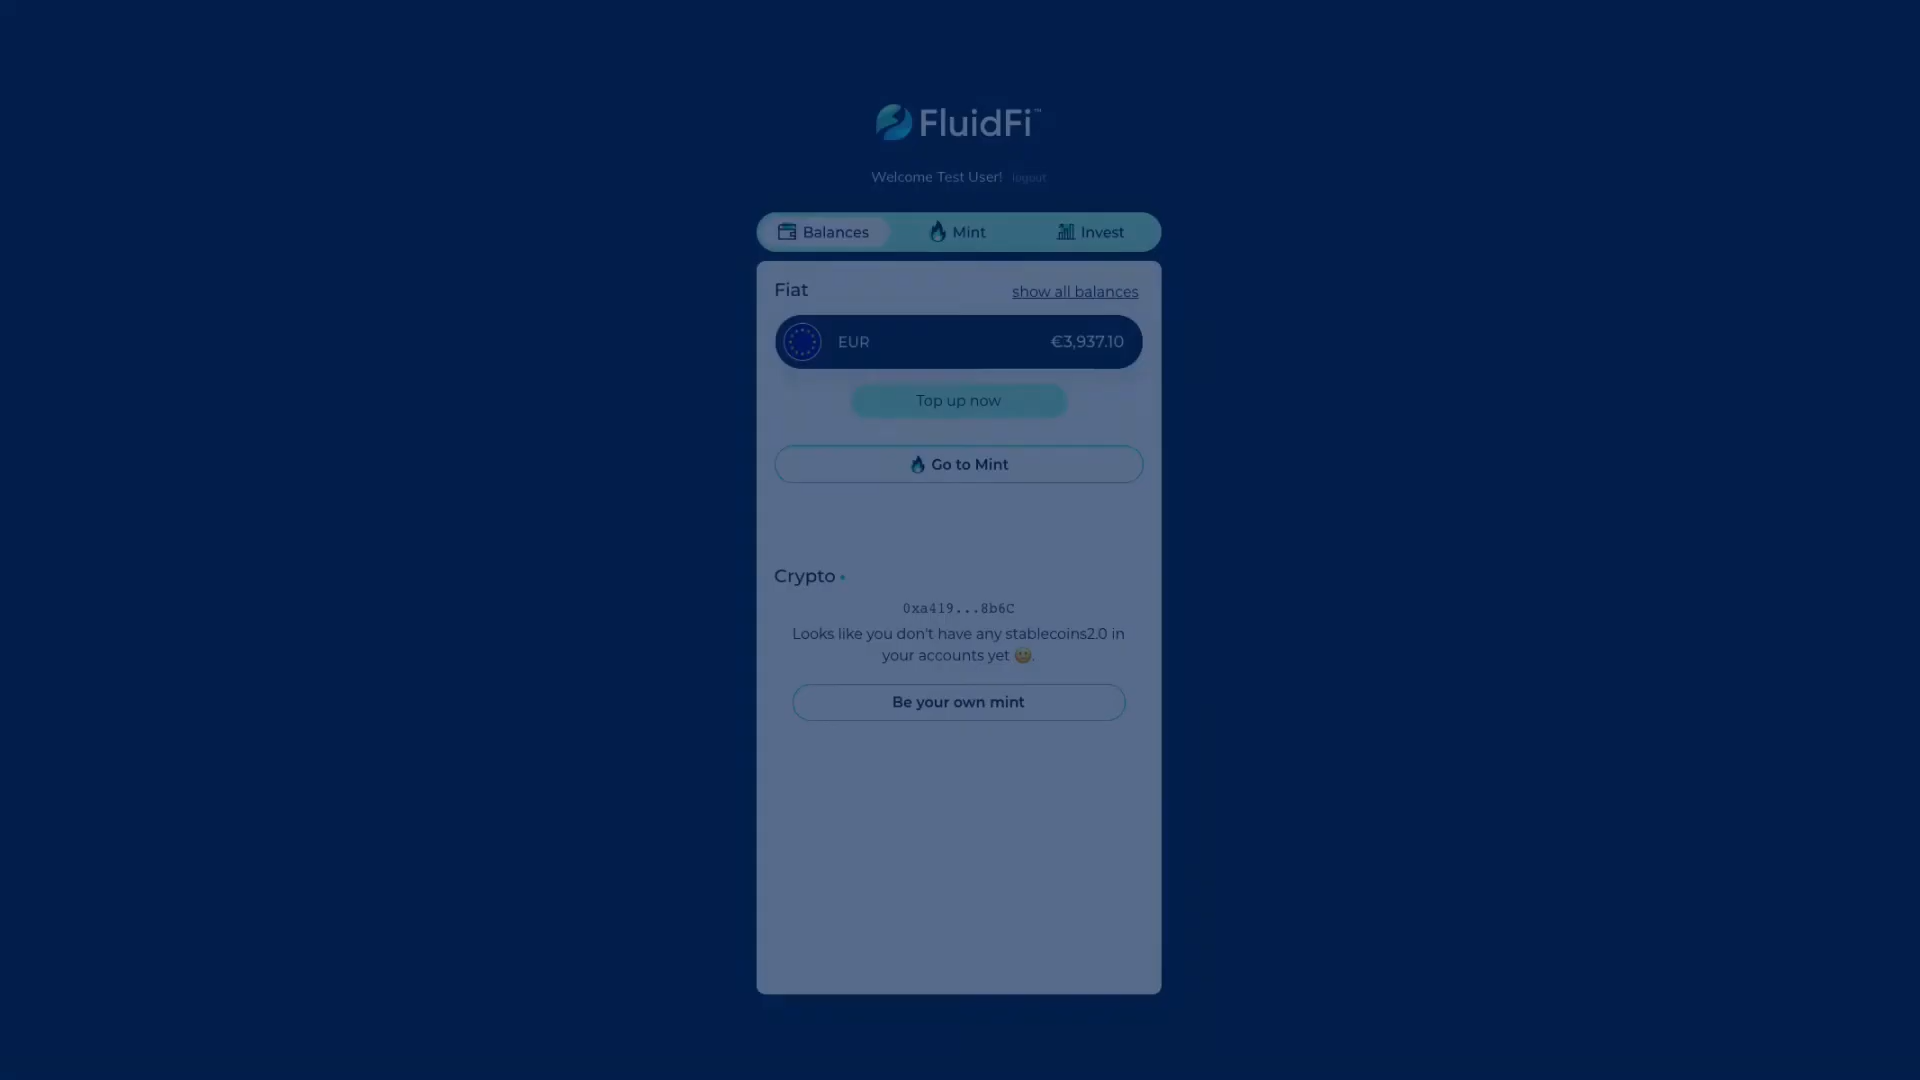 FluidFi™
Welcome Test User! logout
Balances Mint Invest
Fiat show all balances
EUR €3,937.10
Top up now
Go to Mint
Crypto
0xa419...8b6C
Looks like you don't have any stablecoins2.0 in
your accounts yet 😀.
Be your own mint